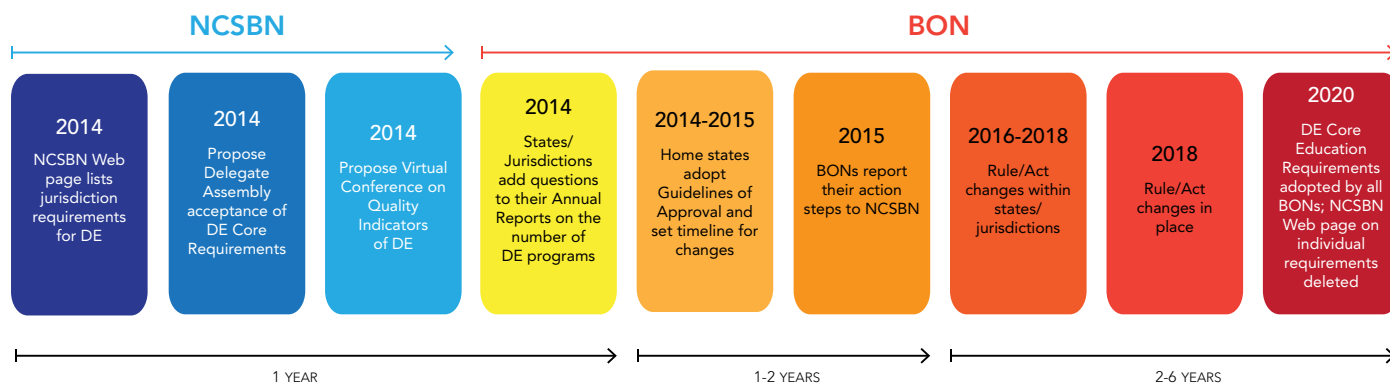 NCSBN
BON
2014
NCSBN Web
page lists
jurisdiction
requirements
for DE
2014
Propose
Delegate
Assembly
acceptance of
DE Core
Requirements
2014
Propose Virtual
Conference on
Quality
Indicators
of DE
2014
States/
Jurisdictions
add questions
to their Annual
Reports on the
number of
DE programs
2014-2015
Home states
adopt
Guidelines of
Approval and
set timeline for
changes
2015
BONs report
their action
steps to NCSBN
2016-2018
Rule/Act
changes within
states/
jurisdictions
2018
Rule/Act
changes in
place
2020
DE Core
Education
Requirements
adopted by all
BONs; NCSBN
Web page on
individual
requirements
deleted
1 YEAR
1-2 YEARS
2-6 YEARS